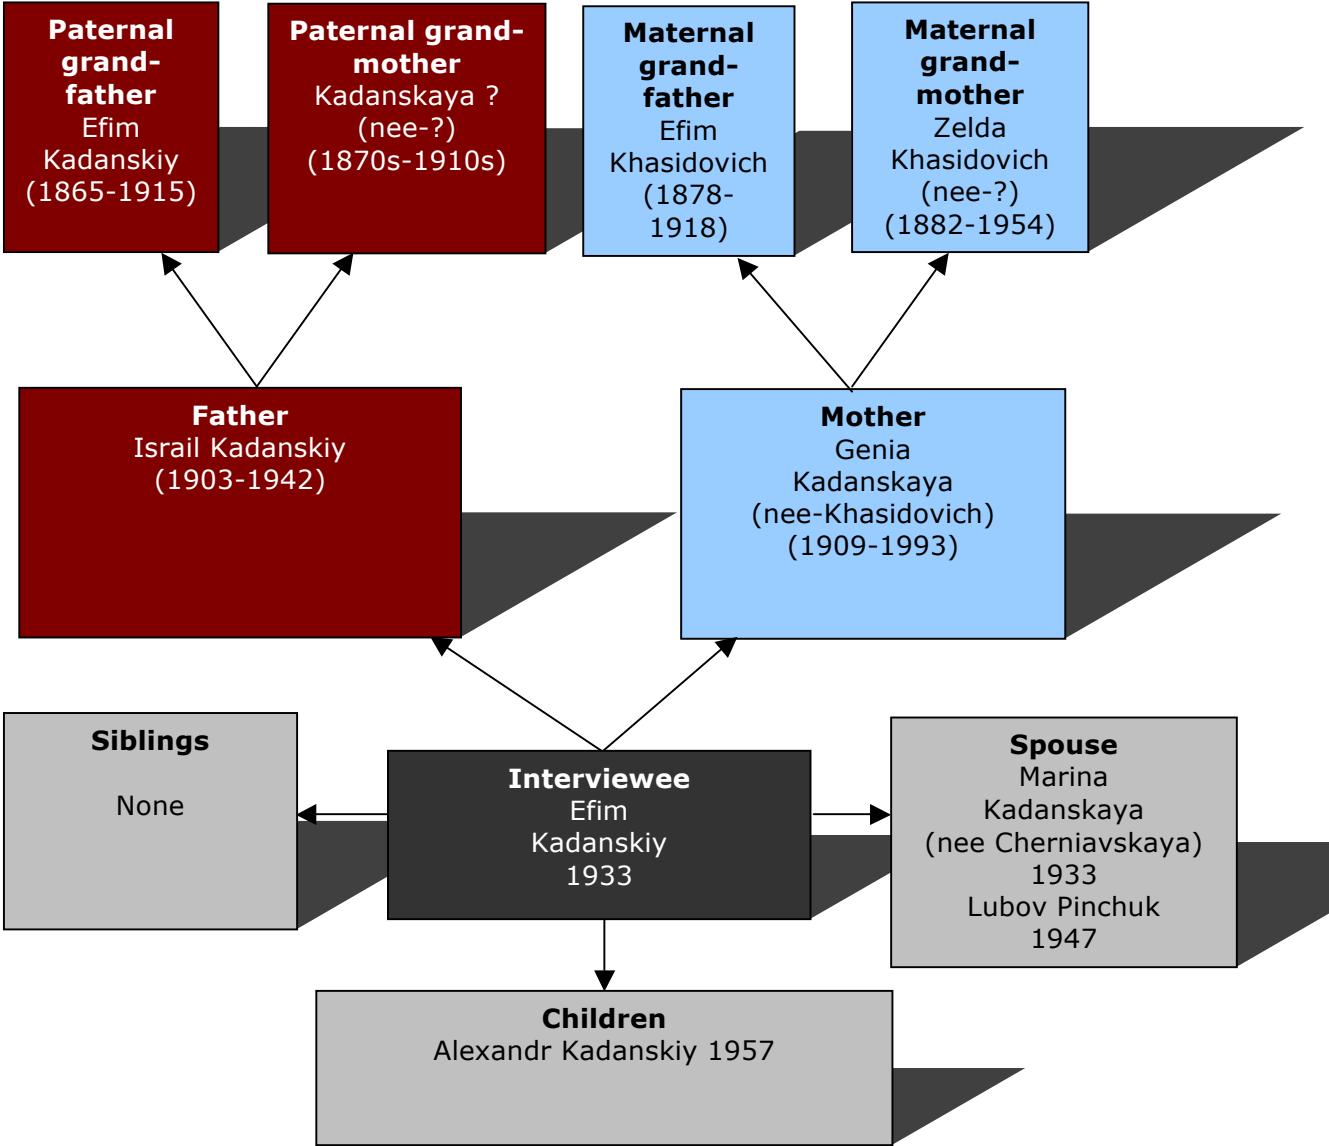 Paternal
grand-
father
Efim
Kadanskiy
(1865-1915)
Paternal grand-
mother
Kadanskaya ?
(nee-?)
(1870s-1910s)
Maternal
grand-
father
Efim
Khasidovich
(1878-
1918)
Maternal
grand-
mother
Zelda
Khasidovich
(nee-?)
(1882-1954)
Father
Israil Kadanskiy
(1903-1942)
Mother
Genia
Kadanskaya
(nee-Khasidovich)
(1909-1993)
Siblings
None
Interviewee
Efim
Kadanskiy
1933
Spouse
Marina
Kadanskaya
(nee Cherniavskaya)
1933
Lubov Pinchuk
1947
Children
Alexandr Kadanskiy 1957